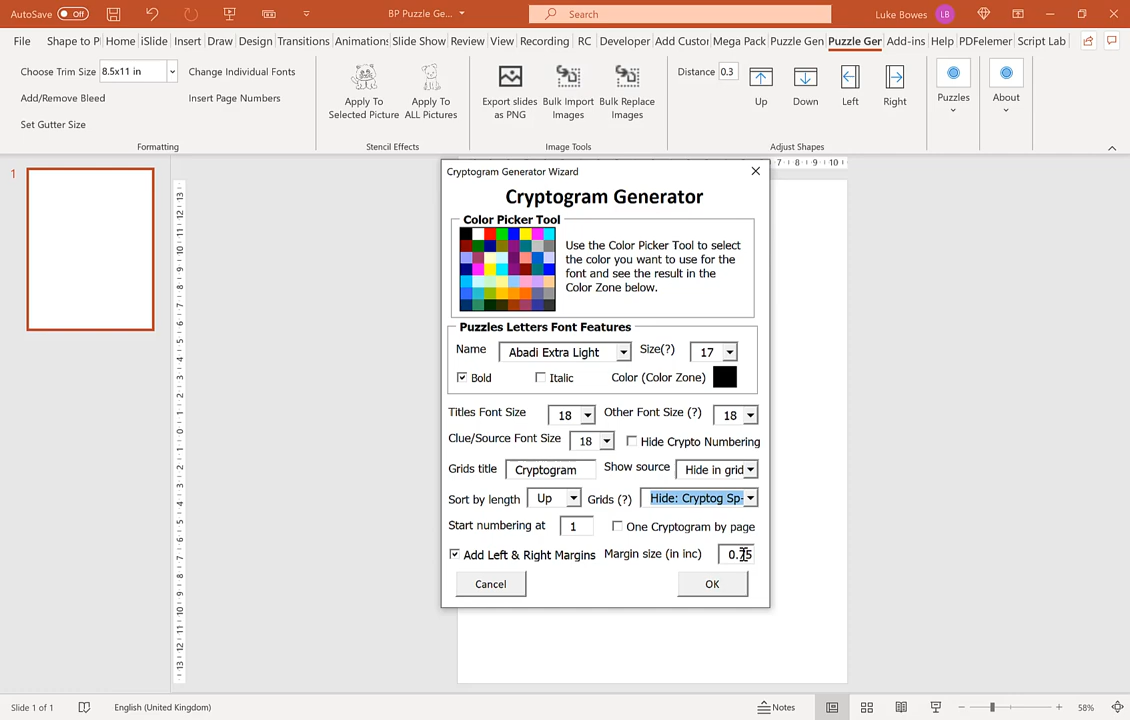 AutoSave Off BP Puzzle Ge... Search Luke Bowes LB
File Shape to P Home iSlide Insert Draw Design Transitions Animation: Slide Show Review View Recording RC Developer Add Custor Mega Pack Puzzle Gen Puzzle Ger Add-ins Help PDFelemer Script Lab
Choose Trim Size 8.5x11 in Change Individual Fonts
Add/Remove Bleed Insert Page Numbers
Set Gutter Size
Formatting
Apply To
Selected Picture
Apply To
ALL Pictures
Stencil Effects
Export slides
as PNG
Bulk Import
Images
Bulk Replace
Images
Image Tools
Distance 0.3
Up Down Left Right
Adjust Shapes
Puzzles
About
1
7 8 9 10
Cryptogram Generator Wizard
Cryptogram Generator
Color Picker Tool
Use the Color Picker Tool to select
the color you want to use for the
font and see the result in the
Color Zone below.
Puzzles Letters Font Features
Name Abadi Extra Light Size(?) 17
Bold Italic Color (Color Zone)
Titles Font Size 18 Other Font Size (?) 18
Clue/Source Font Size 18 Hide Crypto Numbering
Grids title Cryptogram Show source Hide in grid
Sort by length Up Grids (?) Hide: Cryptog Sp-
Start numbering at 1 One Cryptogram by page
Add Left & Right Margins Margin size (in inc) 0.75
Cancel OK
Slide 1 of 1 English (United Kingdom) Notes 58%